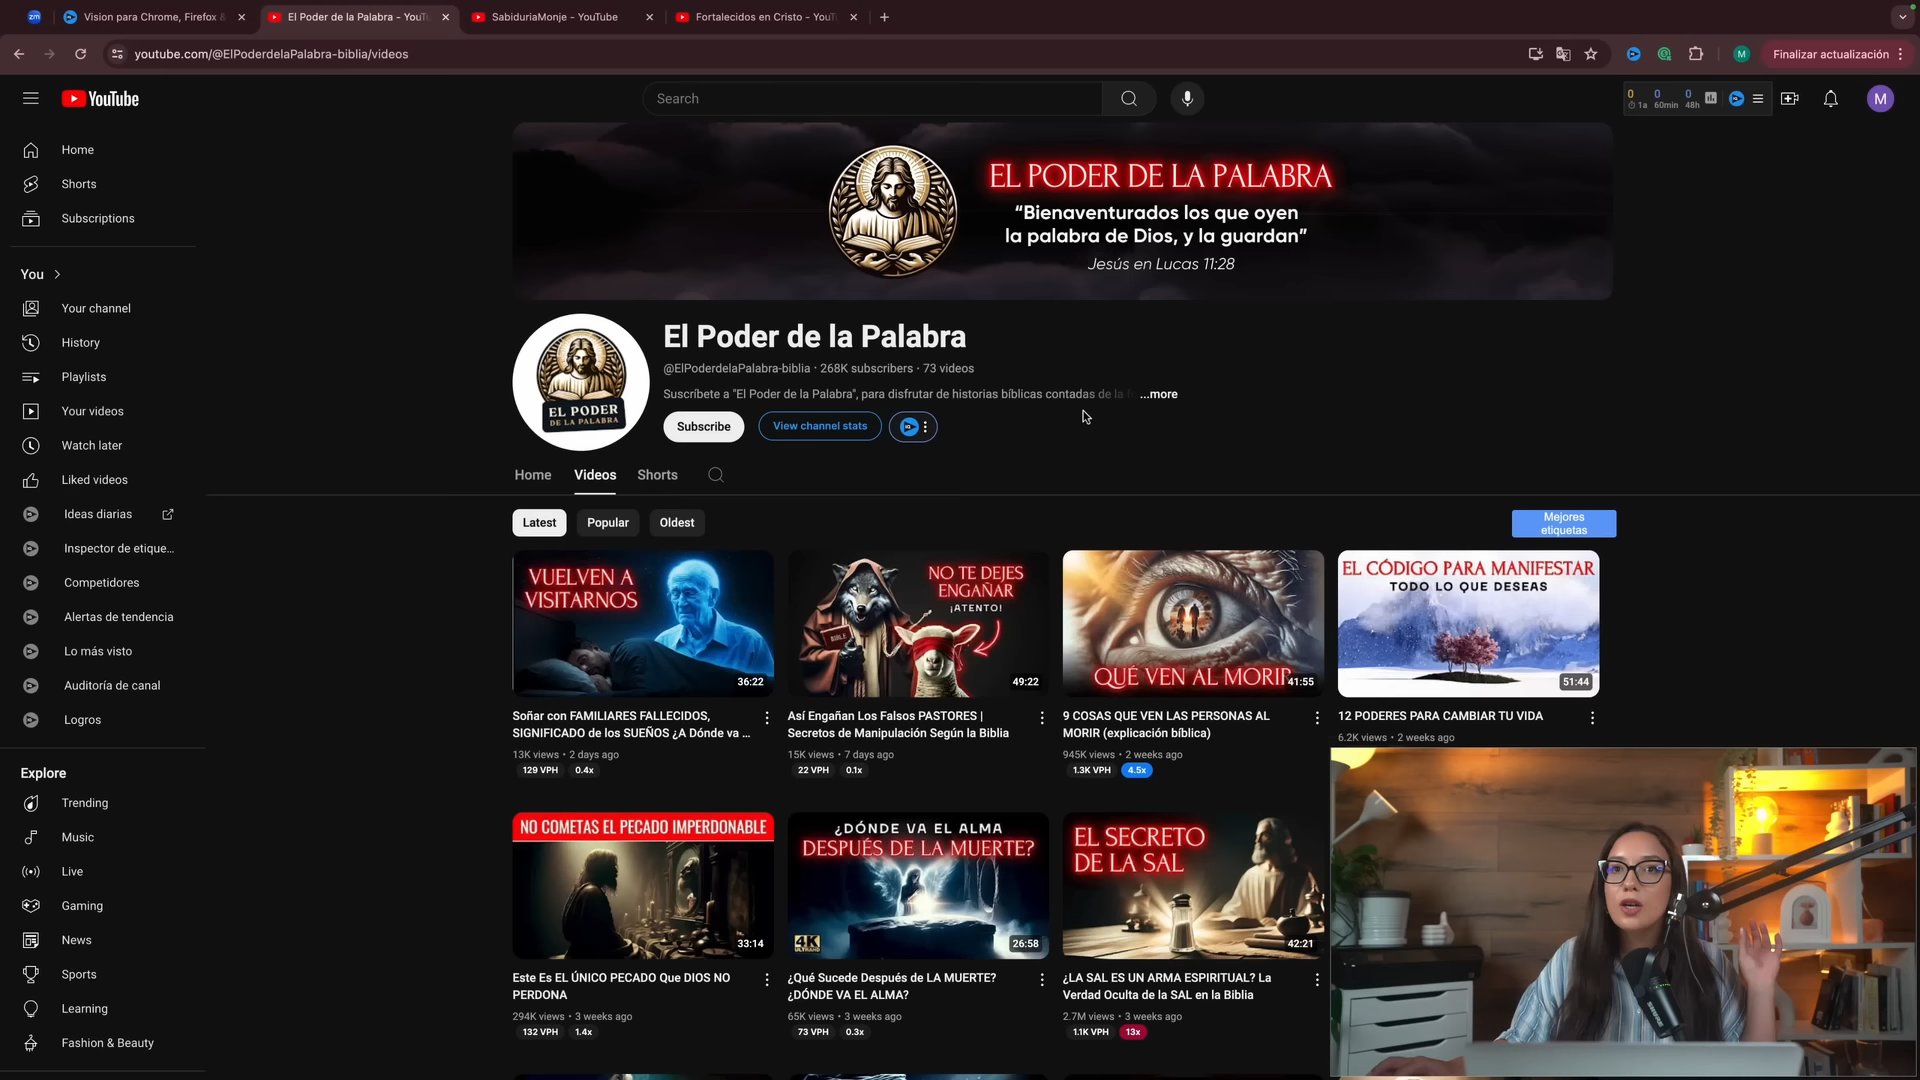 zm
Vision para Chrome, Firefox &
El Poder de la Palabra - YouT
SabiduriaMonje - YouTube
Fortalecidos en Cristo - YouT
youtube.com/@ElPoderdelaPalabra-biblia/videos
M
Finalizar actualización
YouTube
Search
0 0 0
1a 60min 48h
M
Home
Shorts
Subscriptions
You
Your channel
History
Playlists
Your videos
Watch later
Liked videos
Ideas diarias
Inspector de etique...
Competidores
Alertas de tendencia
Lo más visto
Auditoría de canal
Logros
Explore
Trending
Music
Live
Gaming
News
Sports
Learning
Fashion & Beauty
EL PODER DE LA PALABRA
“Bienaventurados los que oyen
la palabra de Dios, y la guardan”
Jesús en Lucas 11:28
EL PODER
DE LA PALABRA
El Poder de la Palabra
@ElPoderdelaPalabra-biblia · 268K subscribers · 73 videos
Suscríbete a "El Poder de la Palabra", para disfrutar de historias bíblicas contadas de la ...more
Subscribe
View channel stats
Home
Videos
Shorts
Latest
Popular
Oldest
Mejores
etiquetas
VUELVEN A
VISITARNOS
36:22
Soñar con FAMILIARES FALLECIDOS,
SIGNIFICADO de los SUEÑOS ¿A Dónde va ...
13K views • 2 days ago
129 VPH 0.4x
NO TE DEJES
ENGAÑAR
¡ATENTO!
BIBLE
49:22
Así Engañan Los Falsos PASTORES |
Secretos de Manipulación Según la Biblia
15K views • 7 days ago
22 VPH 0.1x
QUÉ VEN AL MORIR
41:55
9 COSAS QUE VEN LAS PERSONAS AL
MORIR (explicación bíblica)
945K views • 2 weeks ago
1.3K VPH 4.5x
EL CÓDIGO PARA MANIFESTAR
TODO LO QUE DESEAS
51:44
12 PODERES PARA CAMBIAR TU VIDA
6.2K views • 2 weeks ago
NO COMETAS EL PECADO IMPERDONABLE
33:14
Este Es EL ÚNICO PECADO Que DIOS NO
PERDONA
294K views • 3 weeks ago
132 VPH 1.4x
¿DÓNDE VA EL ALMA
DESPUÉS DE LA MUERTE?
4K
ULTRA HD
26:58
¿Qué Sucede Después de LA MUERTE?
¿DÓNDE VA EL ALMA?
65K views • 3 weeks ago
73 VPH 0.3x
EL SECRETO
DE LA SAL
42:21
¿LA SAL ES UN ARMA ESPIRITUAL? La
Verdad Oculta de la SAL en la Biblia
2.7M views • 3 weeks ago
1.1K VPH 13x